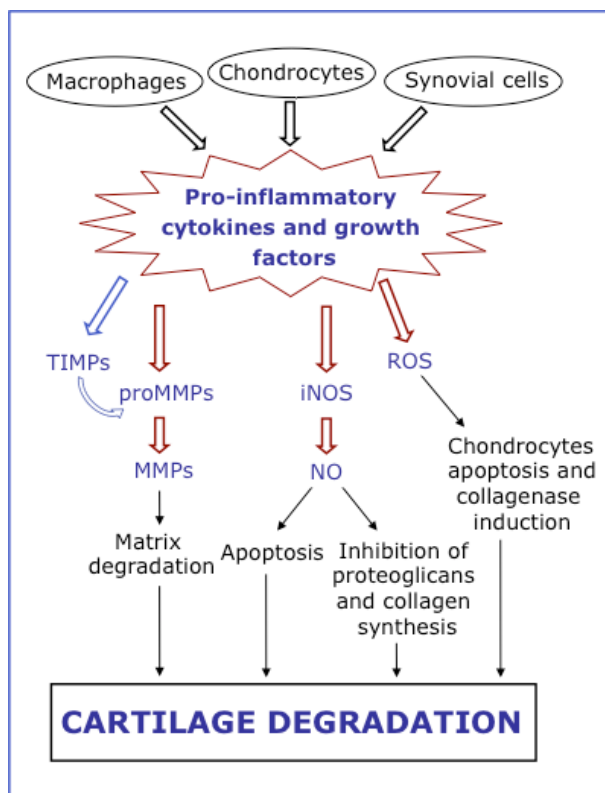 Macrophages
Chondrocytes
Synovial cells
Pro-inflammatory
cytokines and growth
factors
TIMPs
proMMPs
iNOS
ROS
MMPs
NO
Chondrocytes
apoptosis and
collagenase
induction
Matrix
degradation
Apoptosis
Inhibition of
proteoglicans
and collagen
synthesis
CARTILAGE DEGRADATION